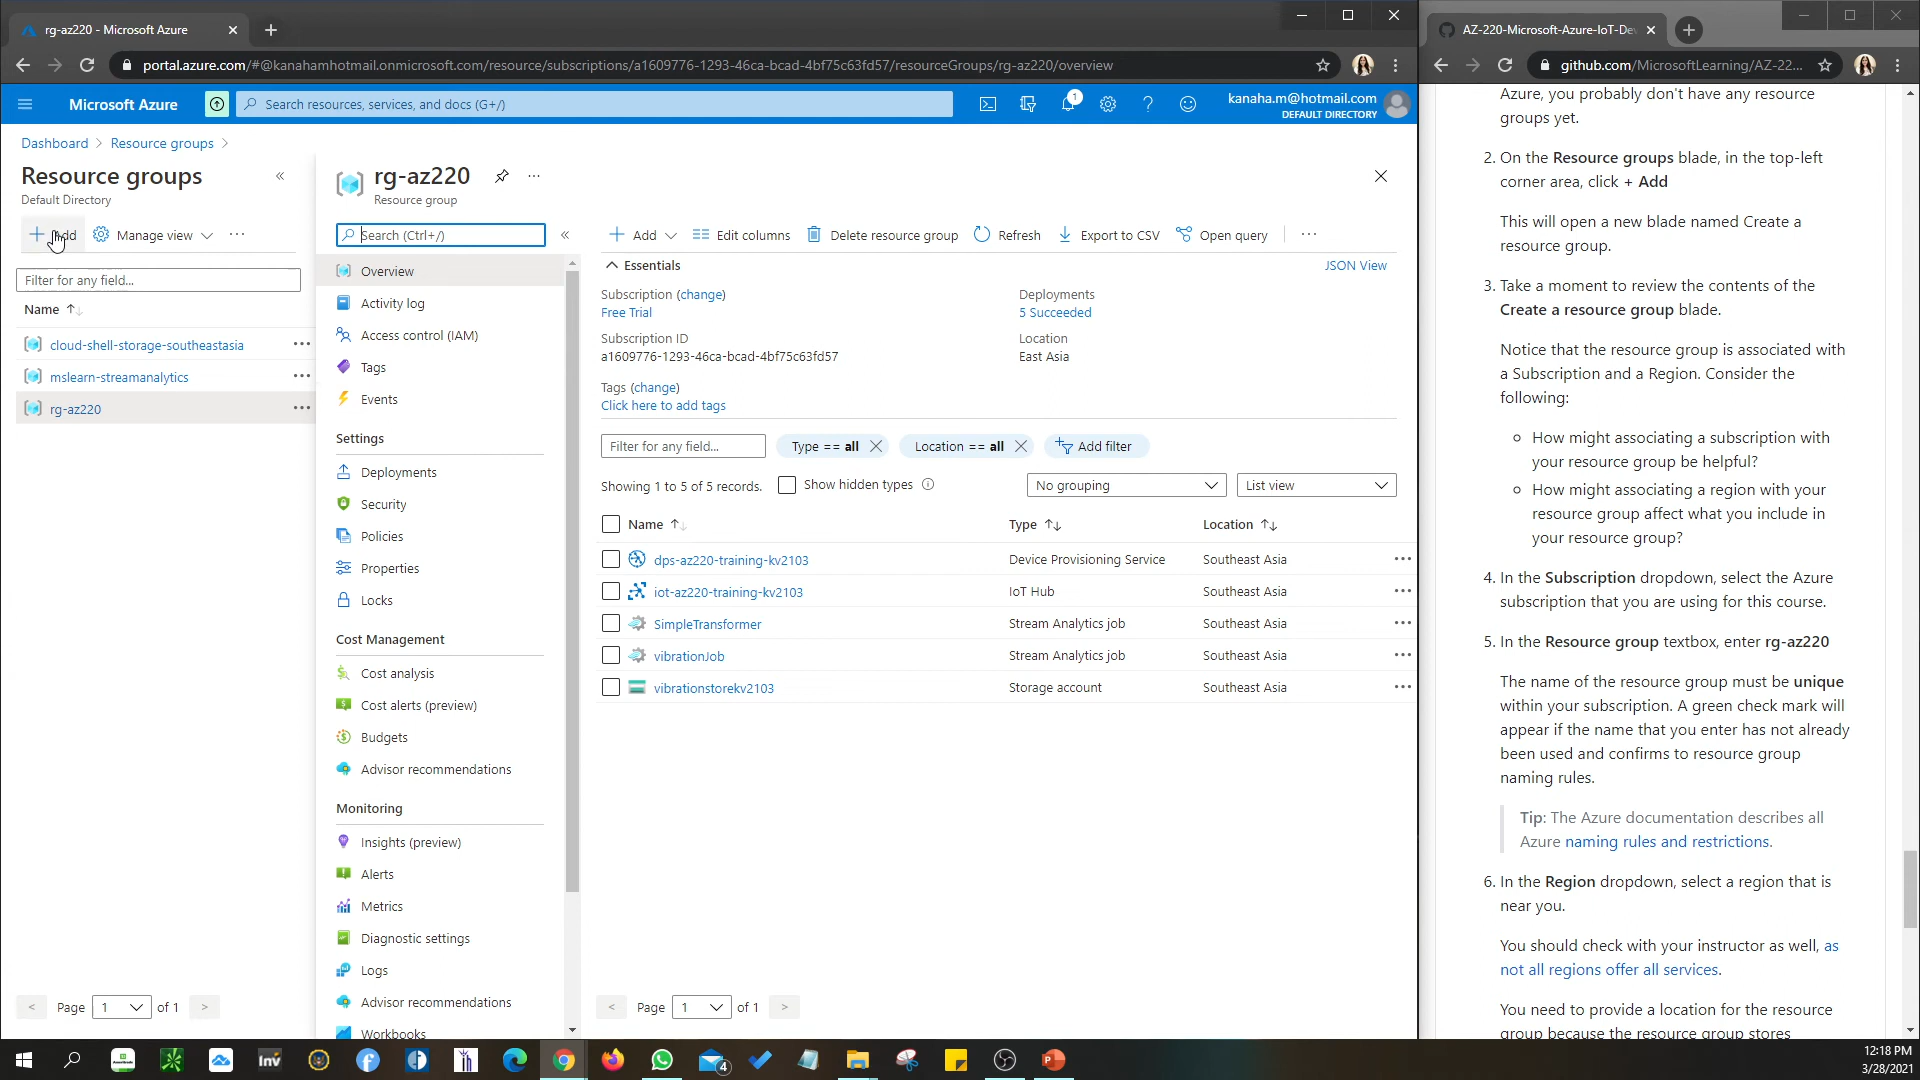 rg-az220 - Microsoft Azure
portal.azure.com/#@kanahamhotmail.onmicrosoft.com/resource/subscriptions/a1609776-1293-46ca-bcad-4bf75c63fd57/resourceGroups/rg-az220/overview
Microsoft Azure
Search resources, services, and docs (G+/)
1
kanaha.m@hotmail.com
DEFAULT DIRECTORY
Dashboard > Resource groups >
Resource groups
Default Directory
Add
Manage view
Filter for any field...
Name
cloud-shell-storage-southeastasia
mslearn-streamanalytics
rg-az220
< Page 1 of 1 >
rg-az220
Resource group
Search (Ctrl+/)
Overview
Activity log
Access control (IAM)
Tags
Events
Settings
Deployments
Security
Policies
Properties
Locks
Cost Management
Cost analysis
Cost alerts (preview)
Budgets
Advisor recommendations
Monitoring
Insights (preview)
Alerts
Metrics
Diagnostic settings
Logs
Advisor recommendations
Workbooks
Add
Edit columns
Delete resource group
Refresh
Export to CSV
Open query
Essentials
JSON View
Subscription (change)
Free Trial
Subscription ID
a1609776-1293-46ca-bcad-4bf75c63fd57
Tags (change)
Click here to add tags
Deployments
5 Succeeded
Location
East Asia
Filter for any field...
Type == all
Location == all
Add filter
Showing 1 to 5 of 5 records.
Show hidden types
No grouping
List view
Name Type Location
dps-az220-training-kv2103 Device Provisioning Service Southeast Asia
iot-az220-training-kv2103 IoT Hub Southeast Asia
SimpleTransformer Stream Analytics job Southeast Asia
vibrationJob Stream Analytics job Southeast Asia
vibrationstorekv2103 Storage account Southeast Asia
< Page 1 of 1 >
AZ-220-Microsoft-Azure-IoT-De
github.com/MicrosoftLearning/AZ-22...
Azure, you probably don't have any resource
groups yet.
2. On the Resource groups blade, in the top-left
corner area, click + Add
This will open a new blade named Create a
resource group.
3. Take a moment to review the contents of the
Create a resource group blade.
Notice that the resource group is associated with
a Subscription and a Region. Consider the
following:
How might associating a subscription with
your resource group be helpful?
How might associating a region with your
resource group affect what you include in
your resource group?
4. In the Subscription dropdown, select the Azure
subscription that you are using for this course.
5. In the Resource group textbox, enter rg-az220
The name of the resource group must be unique
within your subscription. A green check mark will
appear if the name that you enter has not already
been used and confirms to resource group
naming rules.
Tip: The Azure documentation describes all
Azure naming rules and restrictions.
6. In the Region dropdown, select a region that is
near you.
You should check with your instructor as well, as
not all regions offer all services.
You need to provide a location for the resource
group because the resource group stores
Inv
4
12:18 PM
3/28/2021